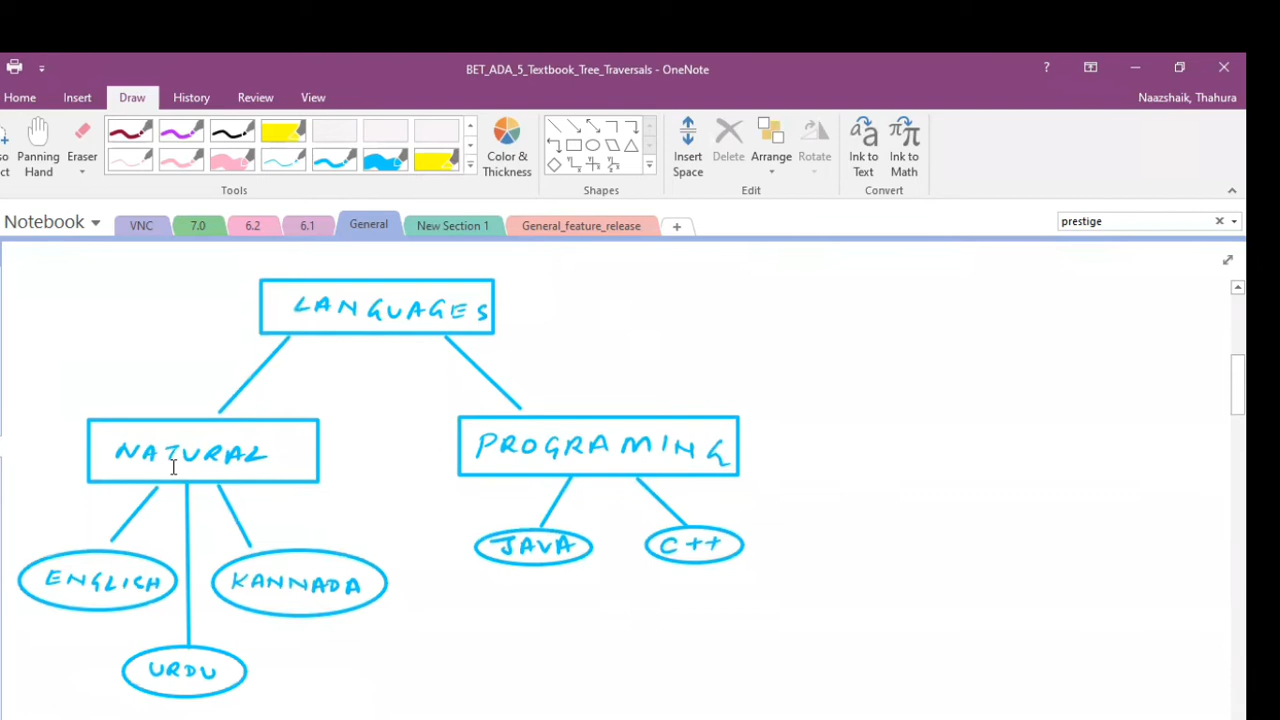 BET_ADA_5_Textbook_Tree_Traversals - OneNote
?
Home Insert Draw History Review View
Naazshaik, Thahura
Panning Hand
Eraser
Color & Thickness
Insert Space
Delete
Arrange
Rotate
Ink to Text
Ink to Math
Tools
Shapes
Edit
Convert
Notebook
VNC
7.0
6.2
6.1
General
New Section 1
General_feature_release
prestige
LANGUAGES
NATURAL
PROGRAMING
JAVA
C++
ENGLICH
KANNADA
URDU